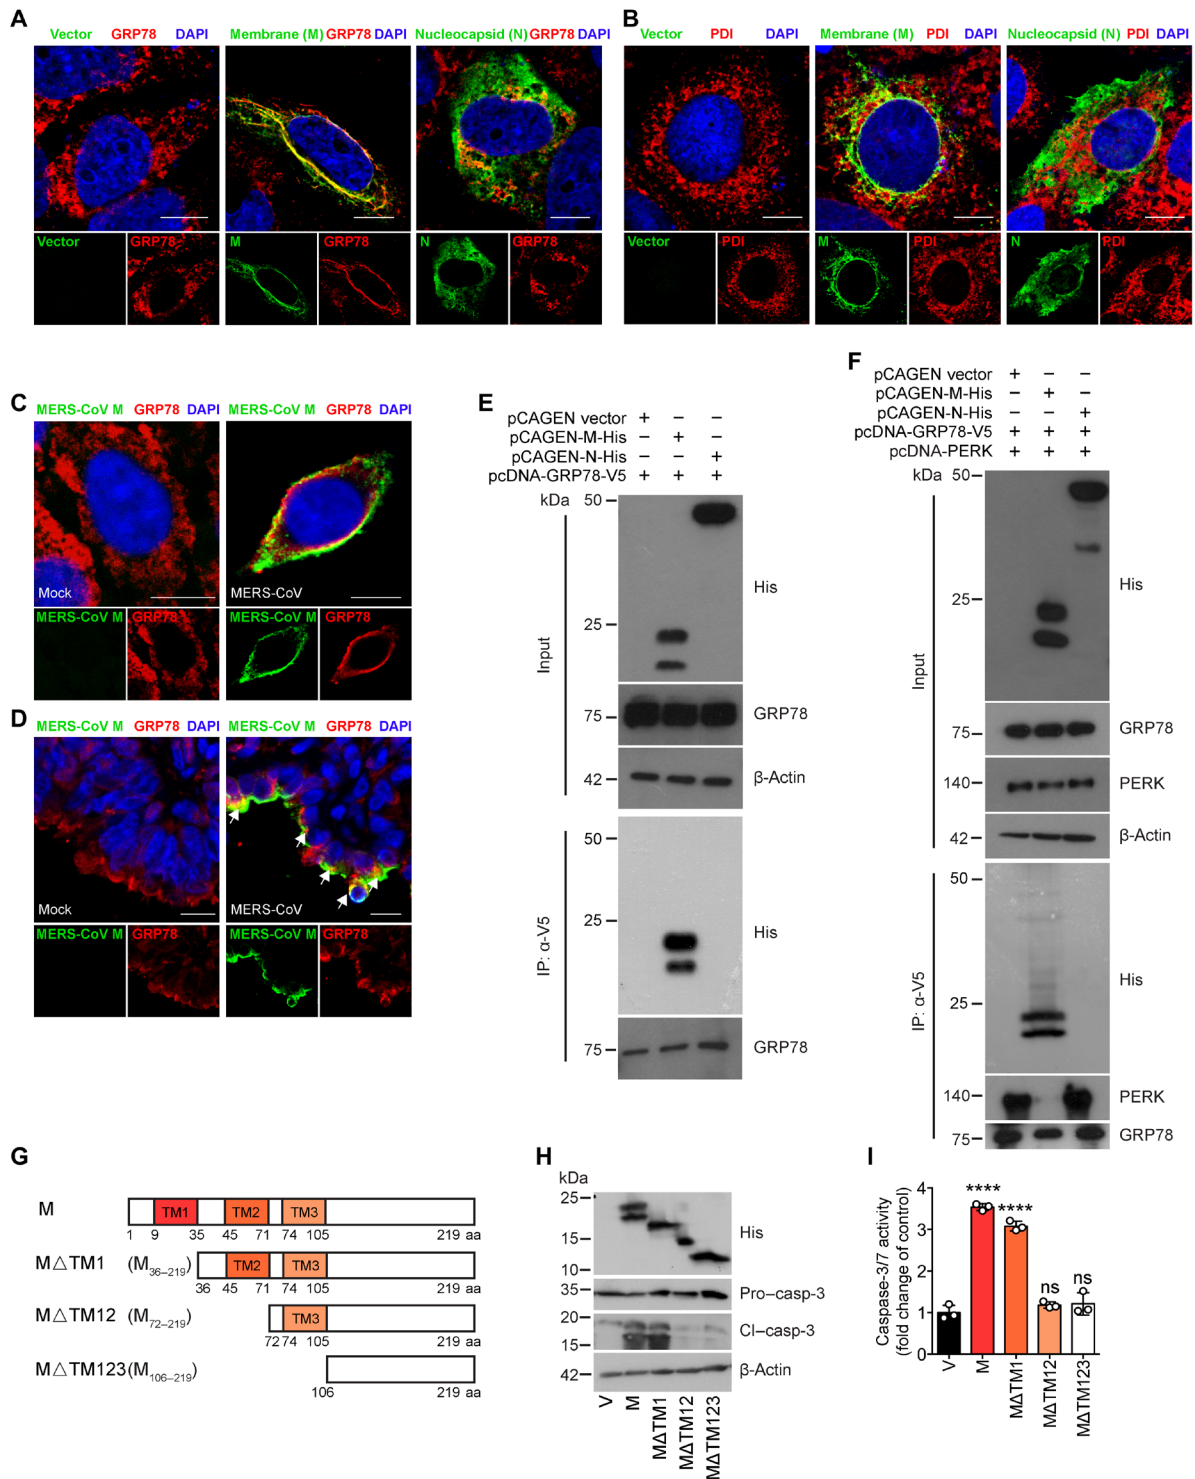 A
Vector GRP78 DAPI
Membrane (M) GRP78 DAPI
Nucleocapsid (N) GRP78 DAPI
Vector
GRP78
M
GRP78
N
GRP78
B
Vector PDI DAPI
Membrane (M) PDI DAPI
Nucleocapsid (N) PDI DAPI
Vector
PDI
M
PDI
N
PDI
C
MERS-CoV M GRP78 DAPI
MERS-CoV M GRP78 DAPI
Mock
MERS-CoV
MERS-CoV M
GRP78
MERS-CoV M
GRP78
D
MERS-CoV M GRP78 DAPI
MERS-CoV M GRP78 DAPI
Mock
MERS-CoV
MERS-CoV M
GRP78
MERS-CoV M
GRP78
E
pCAGEN vector + − −
pCAGEN-M-His − + −
pCAGEN-N-His − − +
pcDNA-GRP78-V5 + + +
kDa
50
25
His
75
GRP78
42
β-Actin
Input
50
25
His
75
GRP78
IP: α-V5
F
pCAGEN vector + − −
pCAGEN-M-His − + −
pCAGEN-N-His − − +
pcDNA-GRP78-V5 + + +
pcDNA-PERK + + +
kDa
50
25
His
75
GRP78
140
PERK
42
β-Actin
Input
50
25
His
140
PERK
75
GRP78
IP: α-V5
G
M
TM1 TM2 TM3
1 9 35 45 71 74 105 219 aa
M△TM1 (M36–219)
TM2 TM3
36 45 71 74 105 219 aa
M△TM12 (M72–219)
TM3
72 74 105 219 aa
M△TM123 (M106–219)
106 219 aa
H
kDa
25
15
10
His
35
Pro–casp-3
20
15
Cl–casp-3
42
β-Actin
V M MΔTM1 MΔTM12 MΔTM123
I
Caspase-3/7 activity
(fold change of control)
4
3
2
1
0
**** **** ns ns
V M MΔTM1 MΔTM12 MΔTM123